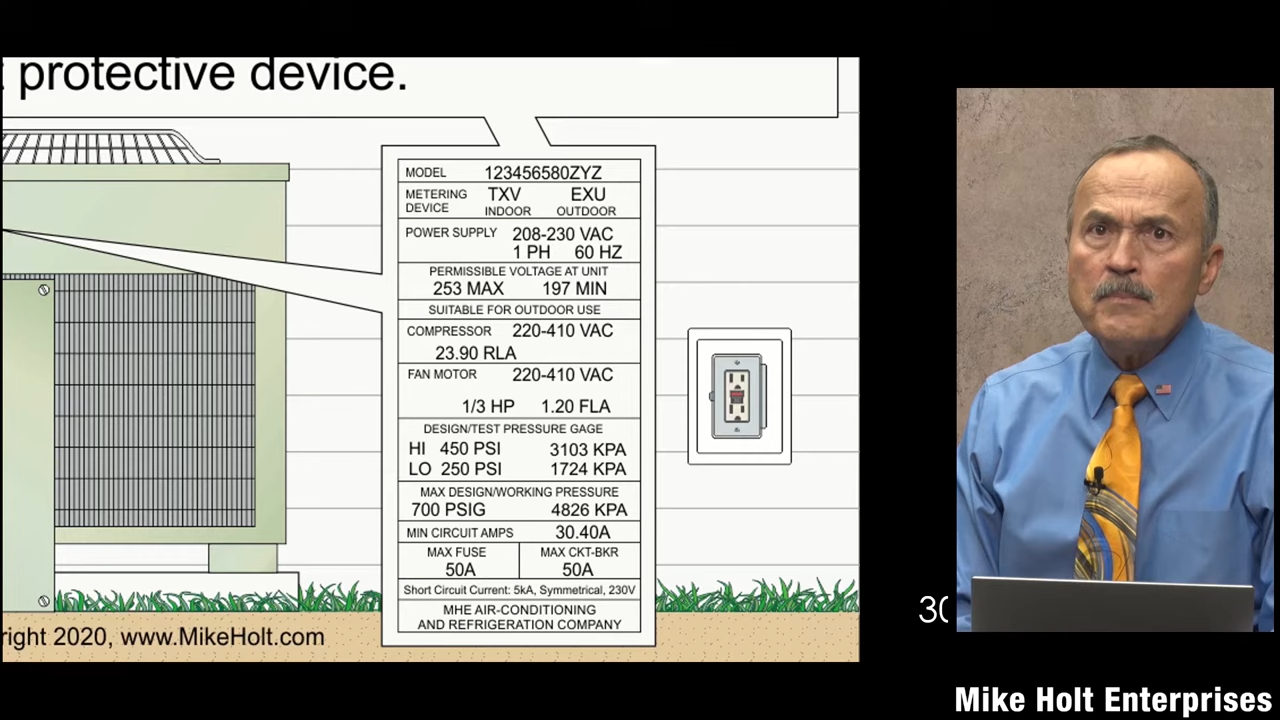 protective device.
MODEL 123456580ZYZ
METERING DEVICE TXV INDOOR EXU OUTDOOR
POWER SUPPLY 208-230 VAC
1 PH 60 HZ
PERMISSIBLE VOLTAGE AT UNIT
253 MAX 197 MIN
SUITABLE FOR OUTDOOR USE
COMPRESSOR 220-410 VAC
23.90 RLA
FAN MOTOR 220-410 VAC
1/3 HP 1.20 FLA
DESIGN/TEST PRESSURE GAGE
HI 450 PSI 3103 KPA
LO 250 PSI 1724 KPA
MAX DESIGN/WORKING PRESSURE
700 PSIG 4826 KPA
MIN CIRCUIT AMPS 30.40A
MAX FUSE MAX CKT-BKR
50A 50A
Short Circuit Current: 5kA, Symmetrical, 230V
MHE AIR-CONDITIONING
AND REFRIGERATION COMPANY
right 2020, www.MikeHolt.com
30
Mike Holt Enterprises